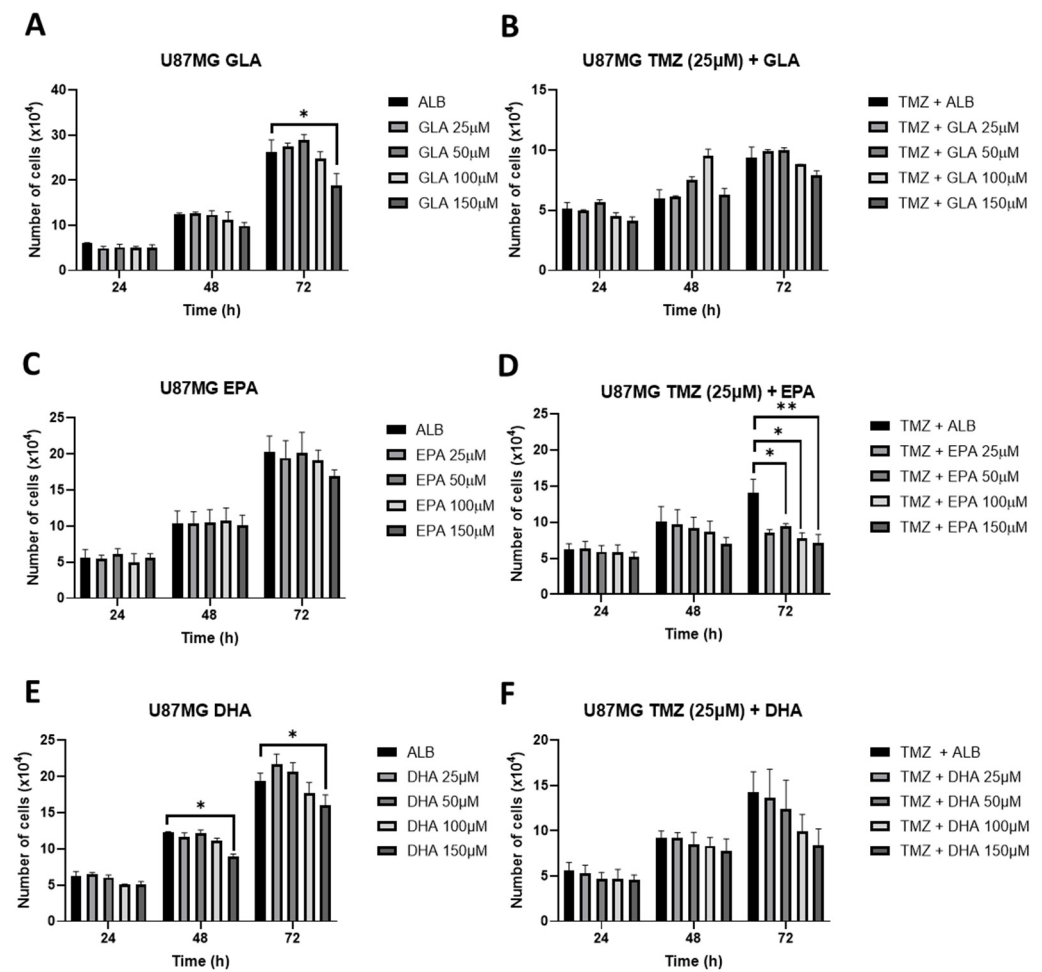 A
U87MG GLA
Number of cells (x10⁴)
40
30
20
10
0
*
24
48
72
Time (h)
ALB
GLA 25µM
GLA 50µM
GLA 100µM
GLA 150µM
B
U87MG TMZ (25µM) + GLA
Number of cells (x10⁴)
15
10
5
0
24
48
72
Time (h)
TMZ + ALB
TMZ + GLA 25µM
TMZ + GLA 50µM
TMZ + GLA 100µM
TMZ + GLA 150µM
C
U87MG EPA
Number of cells (x10⁴)
25
20
15
10
5
0
24
48
72
Time (h)
ALB
EPA 25µM
EPA 50µM
EPA 100µM
EPA 150µM
D
U87MG TMZ (25µM) + EPA
Number of cells (x10⁴)
25
20
15
10
5
0
**
*
*
24
48
72
Time (h)
TMZ + ALB
TMZ + EPA 25µM
TMZ + EPA 50µM
TMZ + EPA 100µM
TMZ + EPA 150µM
E
U87MG DHA
Number of cells (x10⁴)
25
20
15
10
5
0
*
*
24
48
72
Time (h)
ALB
DHA 25µM
DHA 50µM
DHA 100µM
DHA 150µM
F
U87MG TMZ (25µM) + DHA
Number of cells (x10⁴)
20
15
10
5
0
24
48
72
Time (h)
TMZ + ALB
TMZ + DHA 25µM
TMZ + DHA 50µM
TMZ + DHA 100µM
TMZ + DHA 150µM